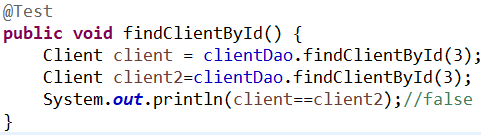 @Test
public void findClientById() {
    Client client = clientDao.findClientById(3);
    Client client2=clientDao.findClientById(3);
    System.out.println(client==client2);//false
}